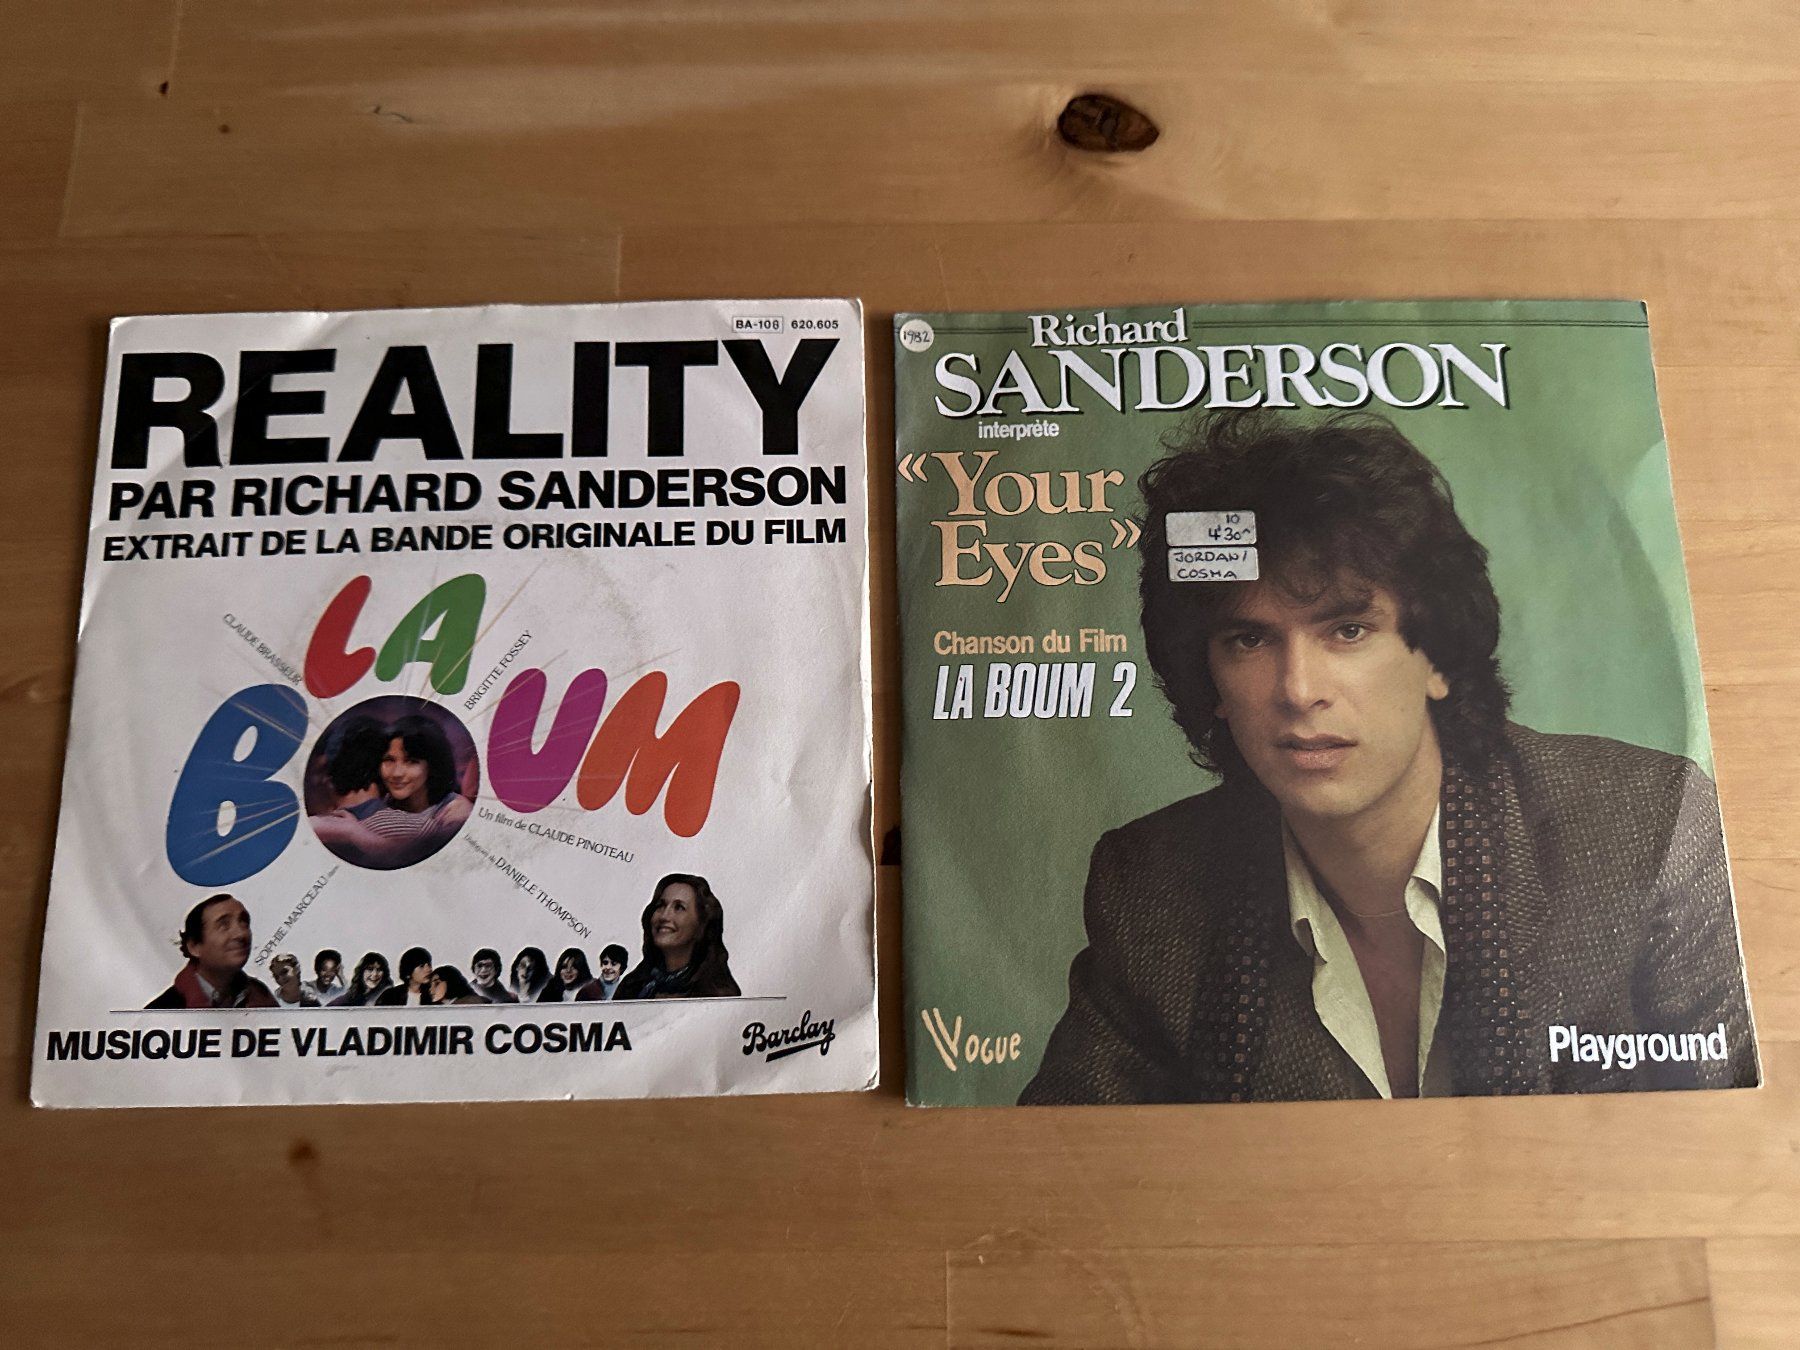 BA-106 620.605
REALITY
PAR RICHARD SANDERSON
EXTRAIT DE LA BANDE ORIGINALE DU FILM
LA
BOUM
CLAUDE BRASSEUR
BRIGITTE FOSSEY
Un film de CLAUDE PINOTEAU
DANIELE THOMPSON
SOPHIE MARCEAU
MUSIQUE DE VLADIMIR COSMA
Barclay
1982
Richard
SANDERSON
interprète
«Your
Eyes»
10
4'30
JORDAN/
COSMA
Chanson du Film
LA BOUM 2
VOGUE
Playground